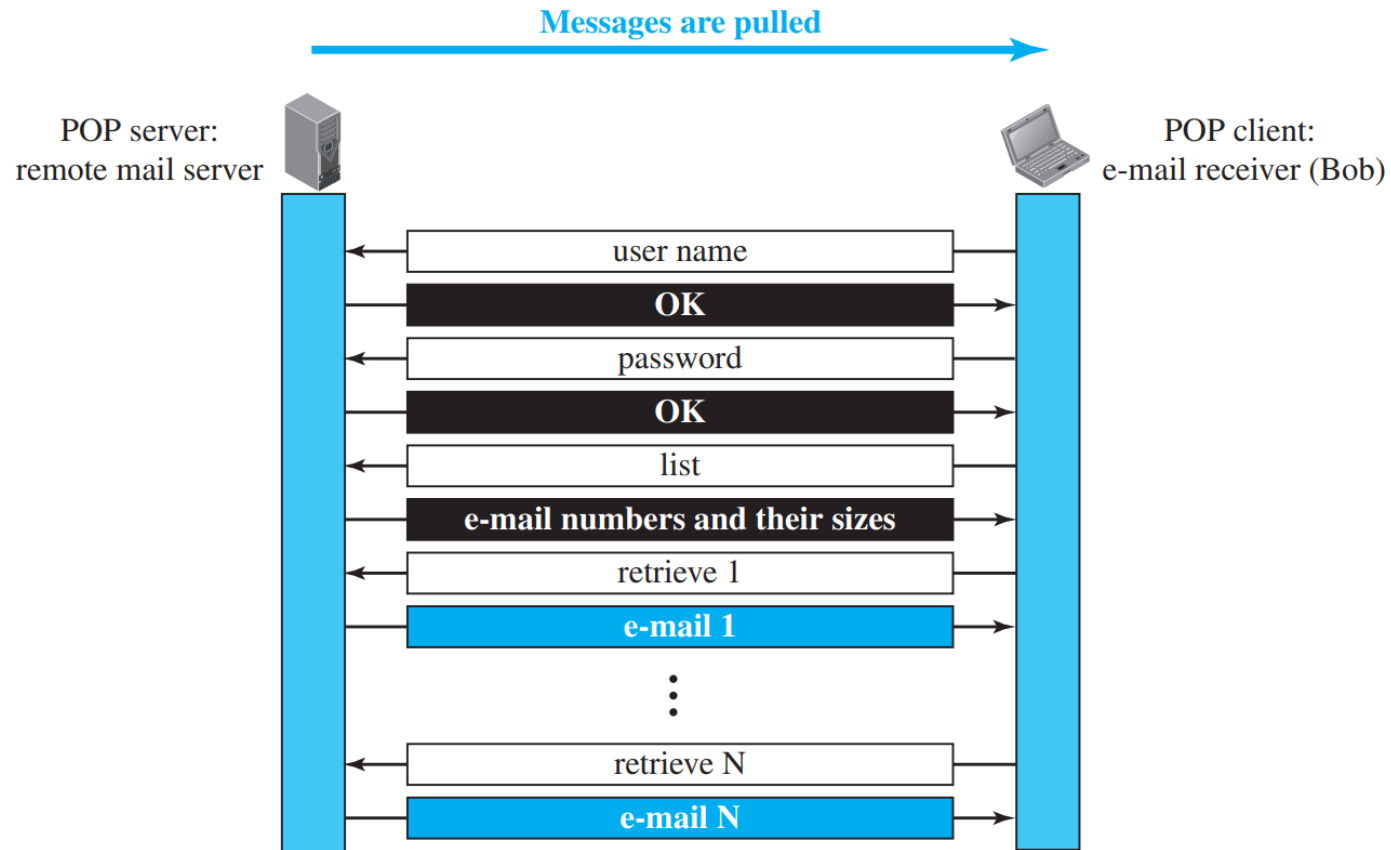 Messages are pulled
POP server:
remote mail server
POP client:
e-mail receiver (Bob)
user name
OK
password
OK
list
e-mail numbers and their sizes
retrieve 1
e-mail 1
retrieve N
e-mail N